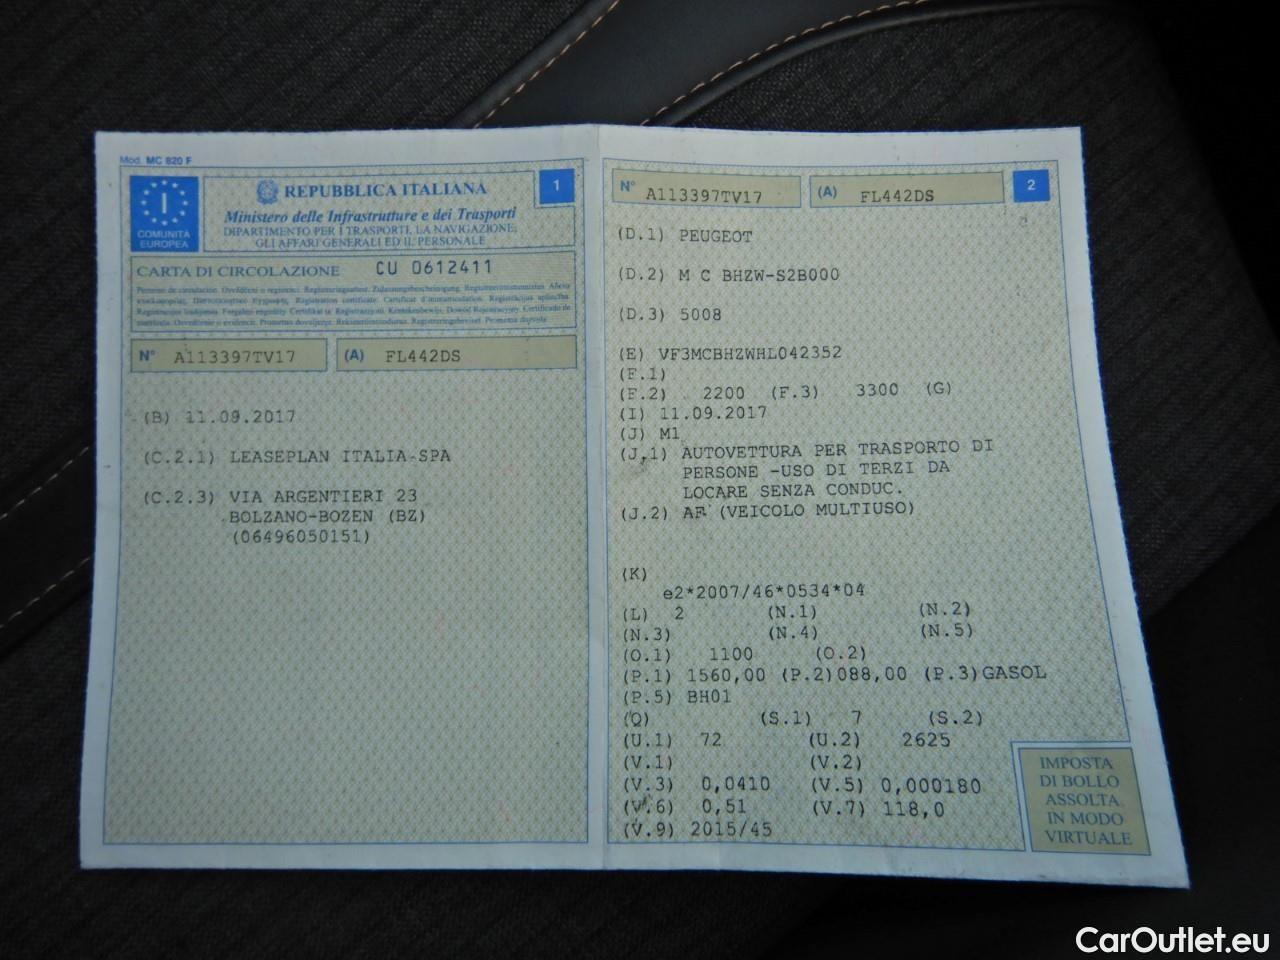 Mod. MC 820 F
COMUNITÀ
EUROPEA
I
REPUBBLICA ITALIANA
1
Ministero delle Infrastrutture e dei Trasporti
DIPARTIMENTO PER I TRASPORTI, LA NAVIGAZIONE,
GLI AFFARI GENERALI ED IL PERSONALE
CARTA DI CIRCOLAZIONE CU 0612411
N° A113397TV17 (A) FL442DS
(B) 11.09.2017
(C.2.1) LEASEPLAN ITALIA-SPA
(C.2.3) VIA ARGENTIERI 23
BOLZANO-BOZEN (BZ)
(06496050151)
N° A113397TV17 (A) FL442DS 2
(D.1) PEUGEOT
(D.2) M C BHZW-S2B000
(D.3) 5008
(E) VF3MCBHZWHL042352
(F.1)
(F.2) 2200 (F.3) 3300 (G)
(I) 11.09.2017
(J) M1
(J.1) AUTOVETTURA PER TRASPORTO DI
PERSONE -USO DI TERZI DA
LOCARE SENZA CONDUC.
(J.2) AF (VEICOLO MULTIUSO)
(K)
e2*2007/46*0534*04
(L) 2 (N.1) (N.2)
(N.3) (N.4) (N.5)
(O.1) 1100 (O.2)
(P.1) 1560,00 (P.2)088,00 (P.3)GASOL
(P.5) BH01
(Q) (S.1) 7 (S.2)
(U.1) 72 (U.2) 2625
(V.1) (V.2)
(V.3) 0,0410 (V.5) 0,000180
(V.6) 0,51 (V.7) 118,0
(V.9) 2015/45
IMPOSTA
DI BOLLO
ASSOLTA
IN MODO
VIRTUALE
CarOutlet.eu